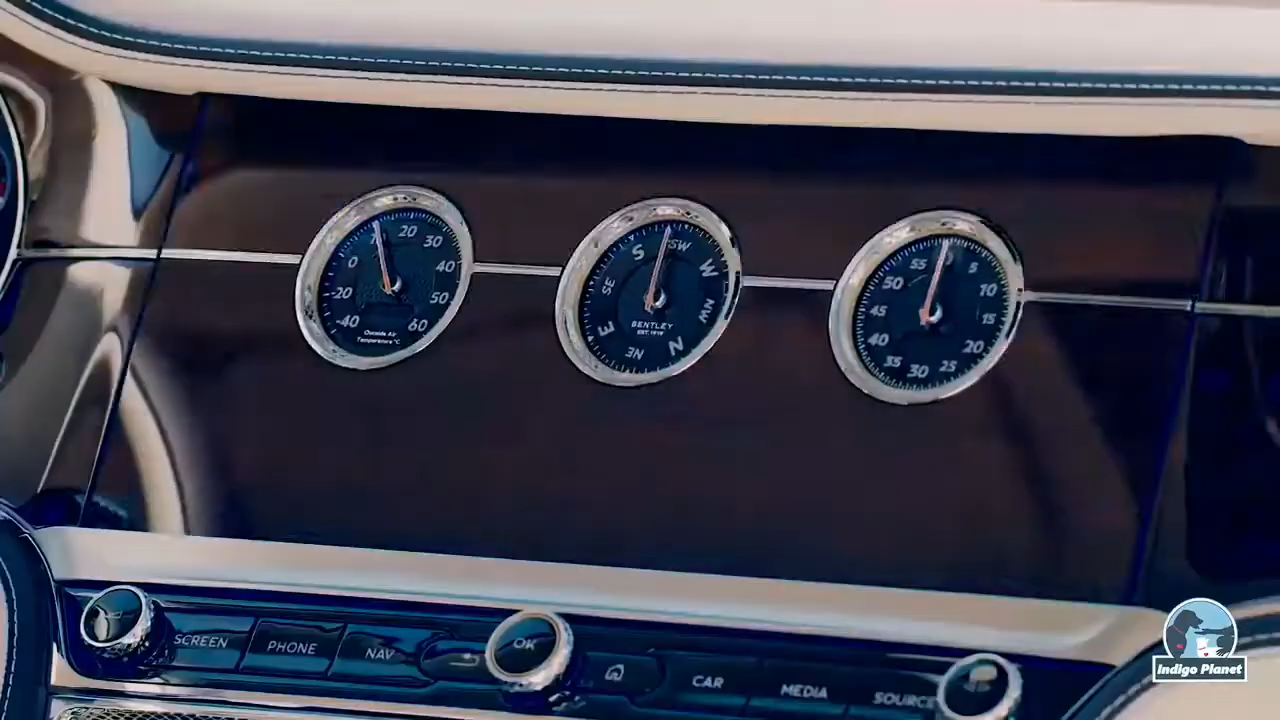 20
30
0
40
-20
50
-40
60
Outside Air
Temperature °C
S
SW
W
SE
NW
E
N
NE
BENTLEY
EST. 1919
55
5
50
10
45
15
40
20
35
30
25
SCREEN
PHONE
NAV
OK
CAR
MEDIA
SOURCE
Indigo Planet